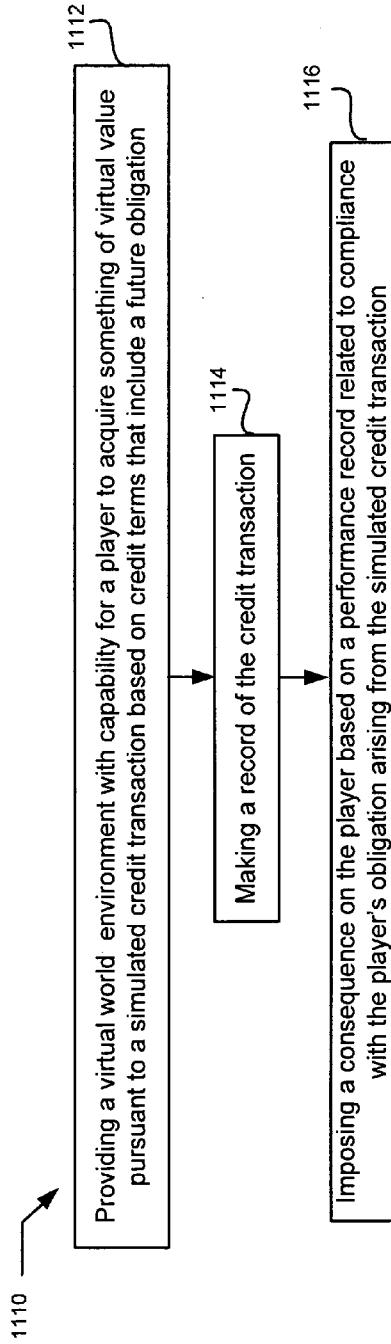 1110
1112
Providing a virtual world environment with capability for a player to acquire something of virtual value
pursuant to a simulated credit transaction based on credit terms that include a future obligation
1114
Making a record of the credit transaction
1116
Imposing a consequence on the player based on a performance record related to compliance
with the player's obligation arising from the simulated credit transaction